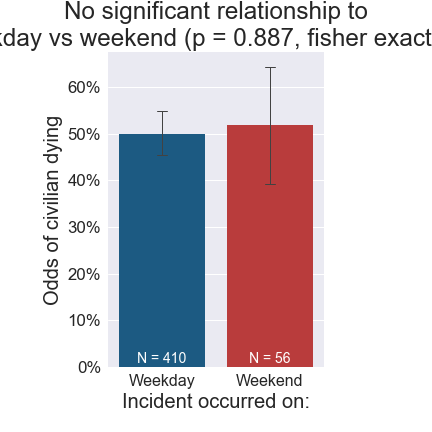 No significant relationship to
kday vs weekend (p = 0.887, fisher exact
60%
50%
40%
30%
20%
10%
0%
Odds of civilian dying
N = 410
N = 56
Weekday
Weekend
Incident occurred on: